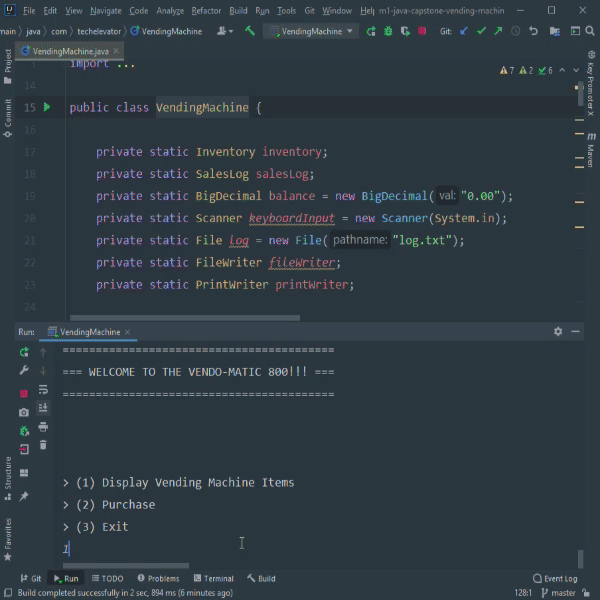 File Edit View Navigate Code Analyze Refactor Build Run Tools Git Window Help m1-java-capstone-vending-machin
main java com techelevator VendingMachine VendingMachine Git:
VendingMachine.java
Project
Commit
Structure
Favorites
Key Promoter X
Maven
import ...
7 2 6
14
15 public class VendingMachine {
16
17 private static Inventory inventory;
18 private static SalesLog salesLog;
19 private static BigDecimal balance = new BigDecimal( val: "0.00");
20 private static Scanner keyboardInput = new Scanner(System.in);
21 private static File log = new File( pathname: "log.txt");
22 private static FileWriter fileWriter;
23 private static PrintWriter printWriter;
24
Run: VendingMachine
=========================================
=== WELCOME TO THE VENDO-MATIC 800!!! ===
=========================================
> (1) Display Vending Machine Items
> (2) Purchase
> (3) Exit
1
Git Run TODO Problems Terminal Build Event Log
Build completed successfully in 2 sec, 894 ms (6 minutes ago) 128:1 master